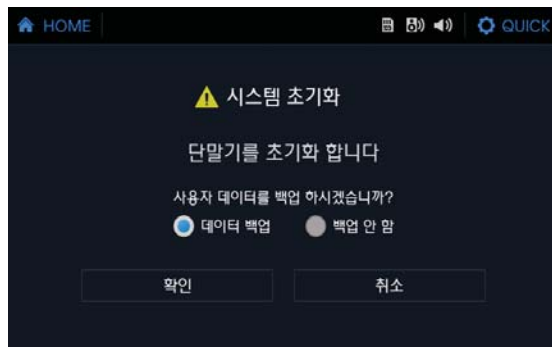 HOME
QUICK
시스템 초기화
단말기를 초기화 합니다
사용자 데이터를 백업 하시겠습니까?
데이터 백업 백업 안 함
확인 취소